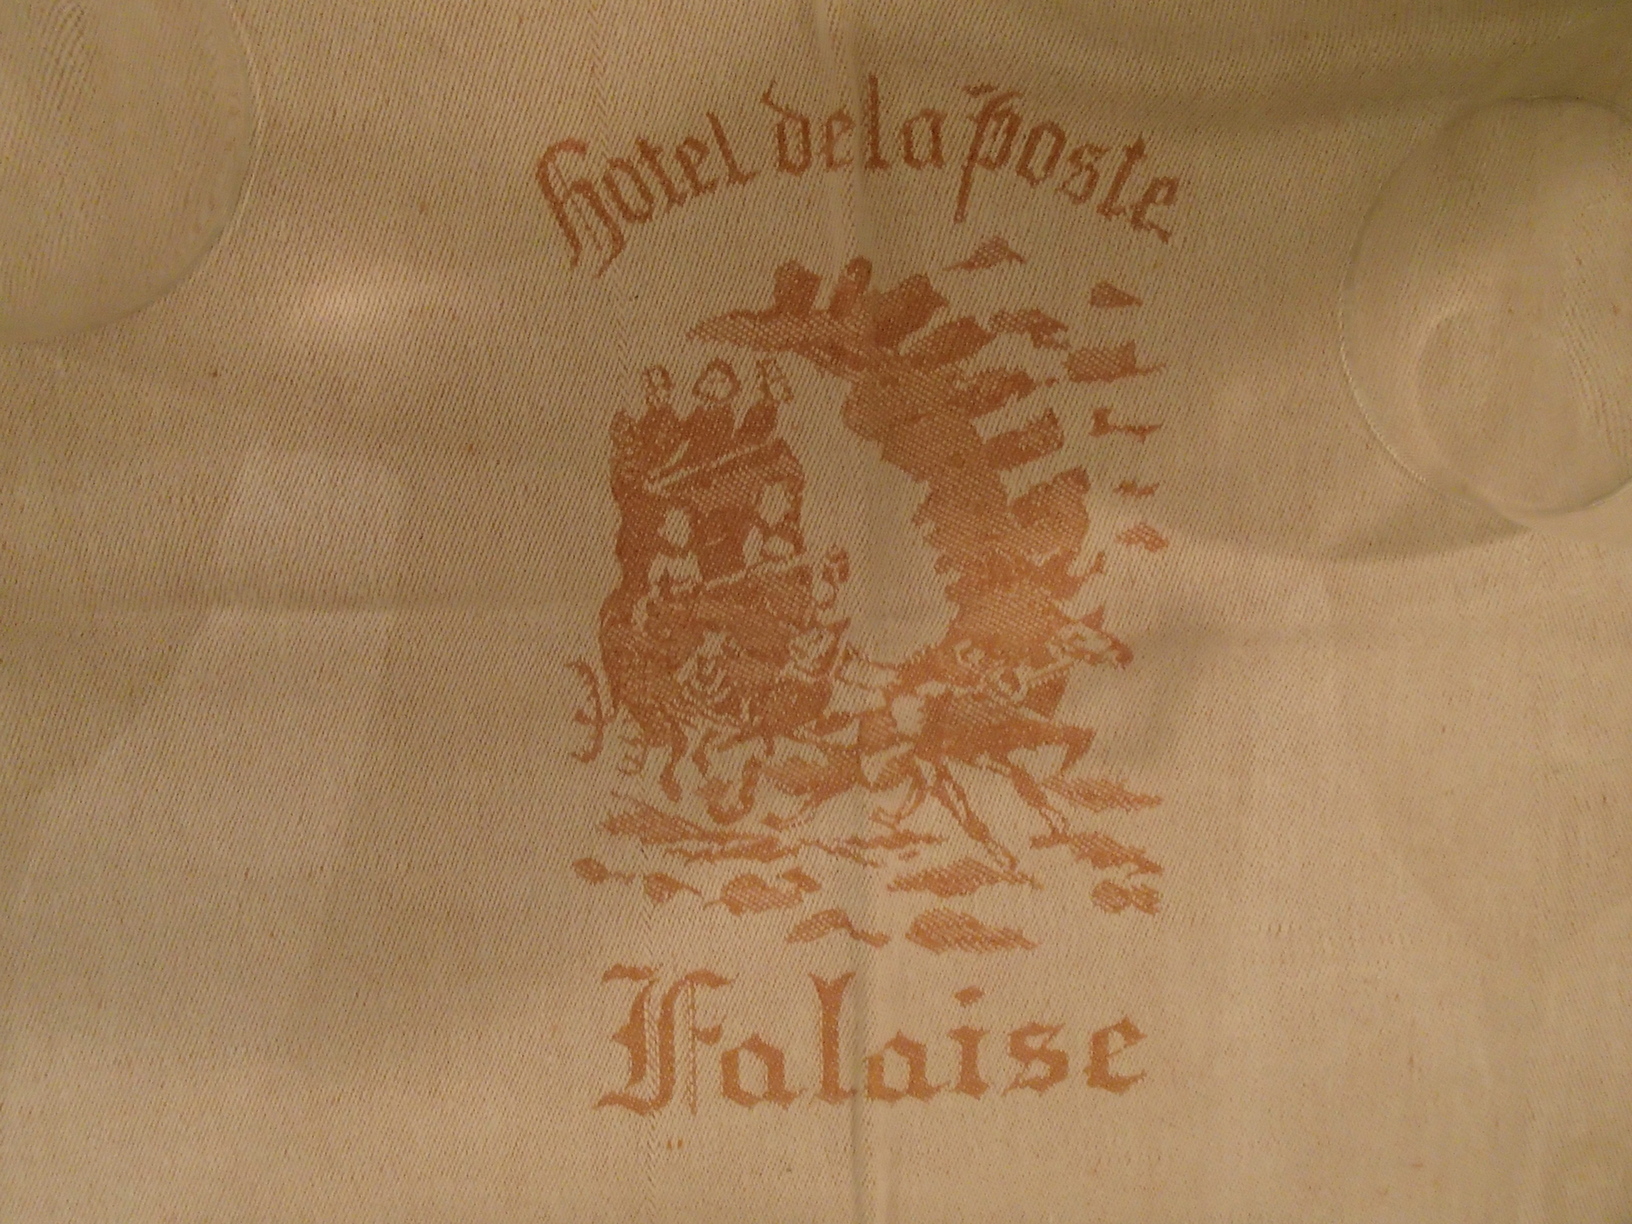 hotel de la poste
Falaise